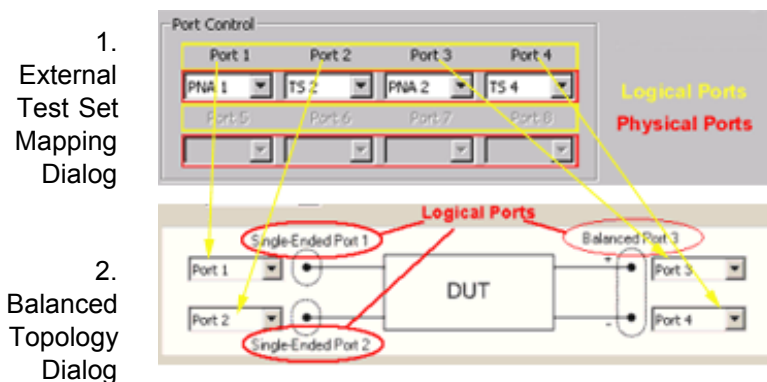 1.
External
Test Set
Mapping
Dialog
Port Control
Port 1 Port 2 Port 3 Port 4
PNA 1 TS 2 PNA 2 TS 4
Port 5 Port 6 Port 7 Port 8
Logical Ports
Physical Ports
2.
Balanced
Topology
Dialog
Logical Ports
Single-Ended Port 1 Balanced Port 3
Port 1 + Port 3
DUT
Port 2 - Port 4
Single-Ended Port 2